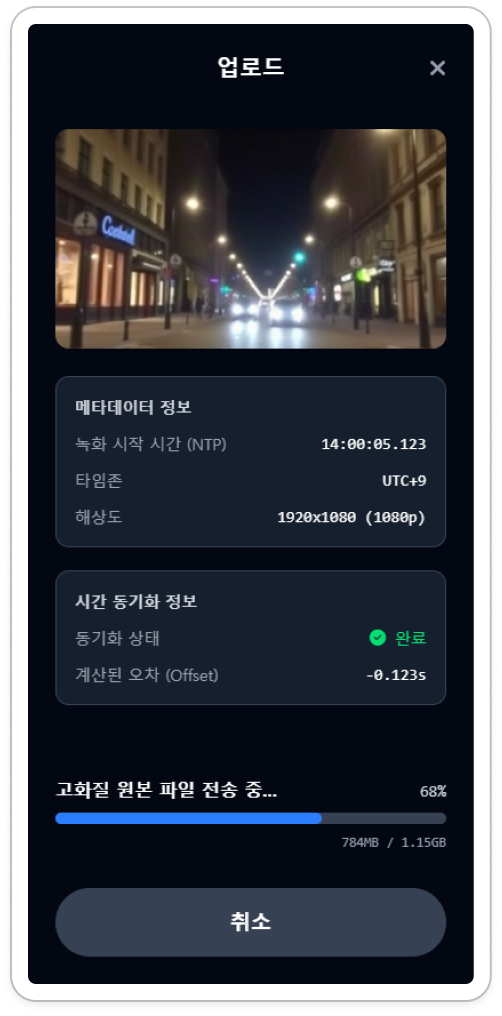 업로드
메타데이터 정보
녹화 시작 시간 (NTP) 14:00:05.123
타임존 UTC+9
해상도 1920x1080 (1080p)
시간 동기화 정보
동기화 상태 완료
계산된 오차 (Offset) -0.123s
고화질 원본 파일 전송 중... 68%
784MB / 1.15GB
취소